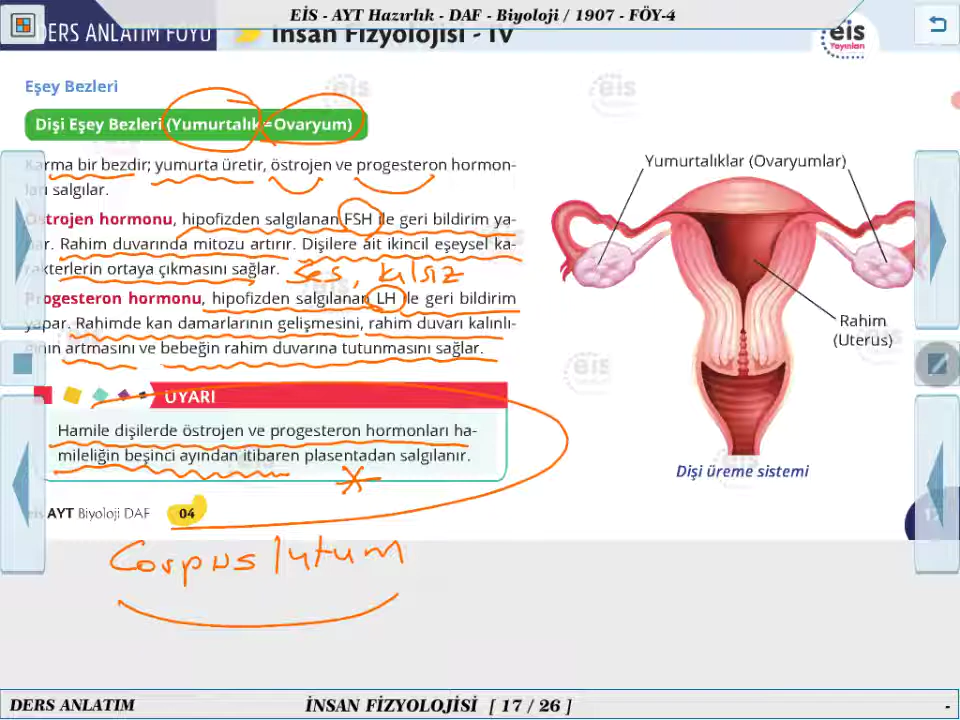 EİS - AYT Hazırlık - DAF - Biyoloji / 1907 - FÖY-4
DERS ANLATIM FÖYÜ
İnsan Fizyolojisi - IV
eis
Yayınları
Eşey Bezleri
Dişi Eşey Bezleri (Yumurtalık=Ovaryum)
Karma bir bezdir; yumurta üretir, östrojen ve progesteron hormon-
ları salgılar.
Östrojen hormonu, hipofizden salgılanan FSH ile geri bildirim ya-
par. Rahim duvarında mitozu artırır. Dişilere ait ikincil eşeysel ka-
rakterlerin ortaya çıkmasını sağlar. Ses, kılsız
Progesteron hormonu, hipofizden salgılanan LH ile geri bildirim
yapar. Rahimde kan damarlarının gelişmesini, rahim duvarı kalınlı-
ğının artmasını ve bebeğin rahim duvarına tutunmasını sağlar.
UYARI
Hamile dişilerde östrojen ve progesteron hormonları ha-
mileliğin beşinci ayından itibaren plasentadan salgılanır.
Yumurtalıklar (Ovaryumlar)
Rahim
(Uterus)
Dişi üreme sistemi
eis AYT Biyoloji DAF 04
Corpus lutum
DERS ANLATIM
İNSAN FİZYOLOJİSİ [ 17 / 26 ]
-